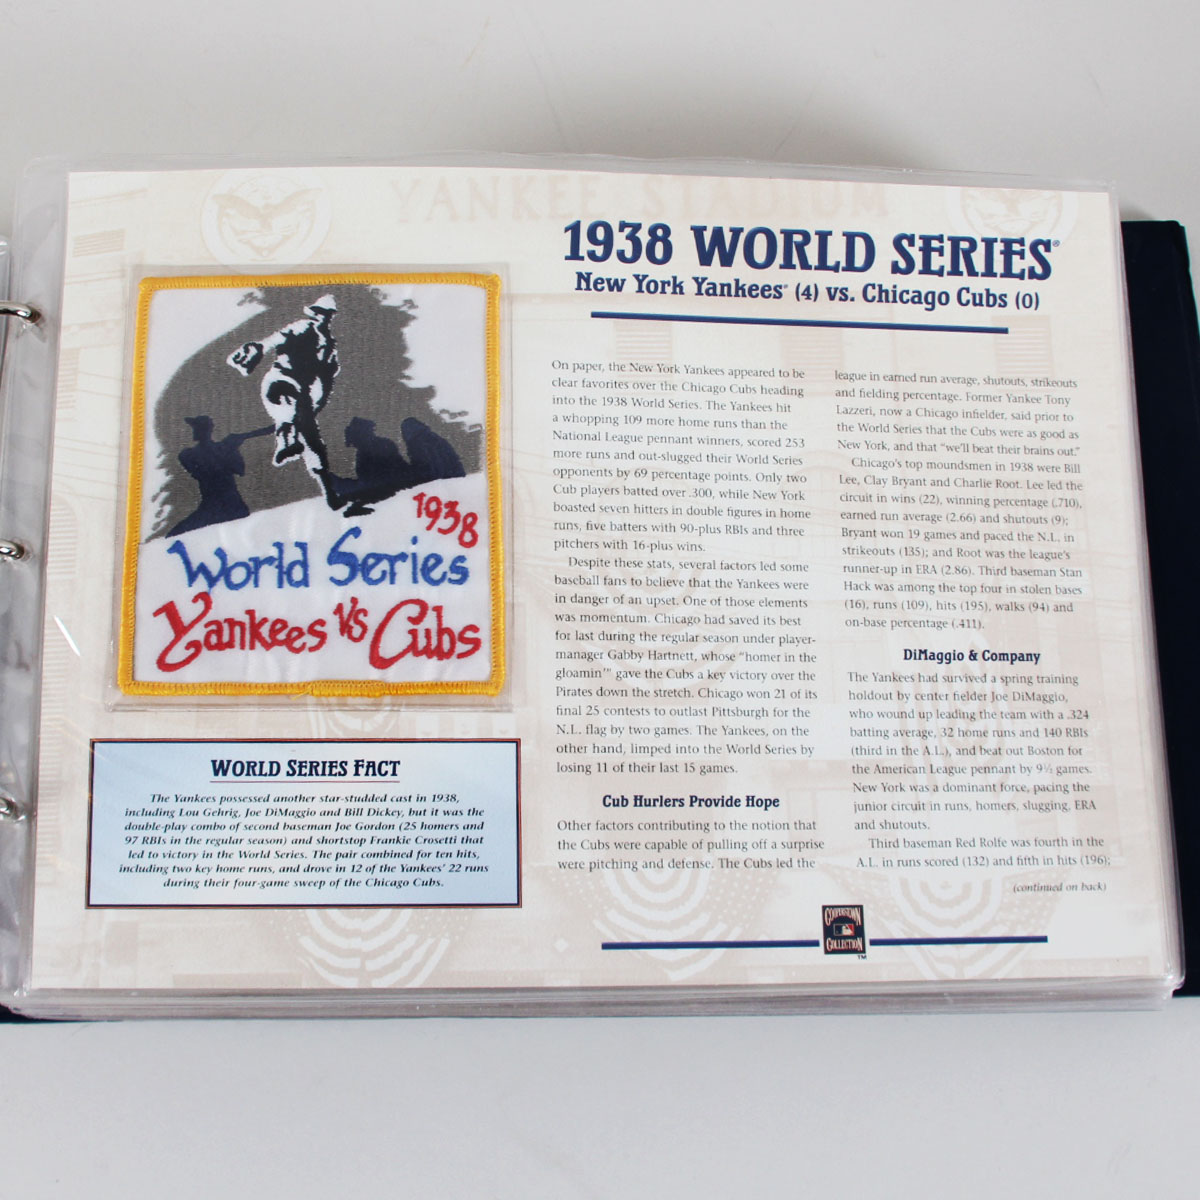 YANKEE STADIUM
1938 WORLD SERIES®
New York Yankees® (4) vs. Chicago Cubs (0)
1938
World Series
Yankees vs Cubs
WORLD SERIES FACT
The Yankees possessed another star-studded cast in 1938,
including Lou Gehrig, Joe DiMaggio and Bill Dickey, but it was the
double-play combo of second baseman Joe Gordon (25 homers and
97 RBIs in the regular season) and shortstop Frankie Crosetti that
led to victory in the World Series. The pair combined for ten hits,
including two key home runs, and drove in 12 of the Yankees' 22 runs
during their four-game sweep of the Chicago Cubs.
On paper, the New York Yankees appeared to be
clear favorites over the Chicago Cubs heading
into the 1938 World Series. The Yankees hit
a whopping 109 more home runs than the
National League pennant winners, scored 253
more runs and out-slugged their World Series
opponents by 69 percentage points. Only two
Cub players batted over .300, while New York
boasted seven hitters in double figures in home
runs, five batters with 90-plus RBIs and three
pitchers with 16-plus wins.
Despite these stats, several factors led some
baseball fans to believe that the Yankees were
in danger of an upset. One of those elements
was momentum. Chicago had saved its best
for last during the regular season under player-
manager Gabby Hartnett, whose "homer in the
gloamin'" gave the Cubs a key victory over the
Pirates down the stretch. Chicago won 21 of its
final 25 contests to outlast Pittsburgh for the
N.L. flag by two games. The Yankees, on the
other hand, limped into the World Series by
losing 11 of their last 15 games.
Cub Hurlers Provide Hope
Other factors contributing to the notion that
the Cubs were capable of pulling off a surprise
were pitching and defense. The Cubs led the
league in earned run average, shutouts, strikeouts
and fielding percentage. Former Yankee Tony
Lazzeri, now a Chicago infielder, said prior to
the World Series that the Cubs were as good as
New York, and that "we'll beat their brains out."
Chicago's top moundsmen in 1938 were Bill
Lee, Clay Bryant and Charlie Root. Lee led the
circuit in wins (22), winning percentage (.710),
earned run average (2.66) and shutouts (9);
Bryant won 19 games and paced the N.L. in
strikeouts (135); and Root was the league's
runner-up in ERA (2.86). Third baseman Stan
Hack was among the top four in stolen bases
(16), runs (109), hits (195), walks (94) and
on-base percentage (.411).
DiMaggio & Company
The Yankees had survived a spring training
holdout by center fielder Joe DiMaggio,
who wound up leading the team with a .324
batting average, 32 home runs and 140 RBIs
(third in the A.L.), and beat out Boston for
the American League pennant by 9½ games.
New York was a dominant force, pacing the
junior circuit in runs, homers, slugging, ERA
and shutouts.
Third baseman Red Rolfe was fourth in the
A.L. in runs scored (132) and fifth in hits (196);
(continued on back)
COOPERSTOWN
COLLECTION
TM